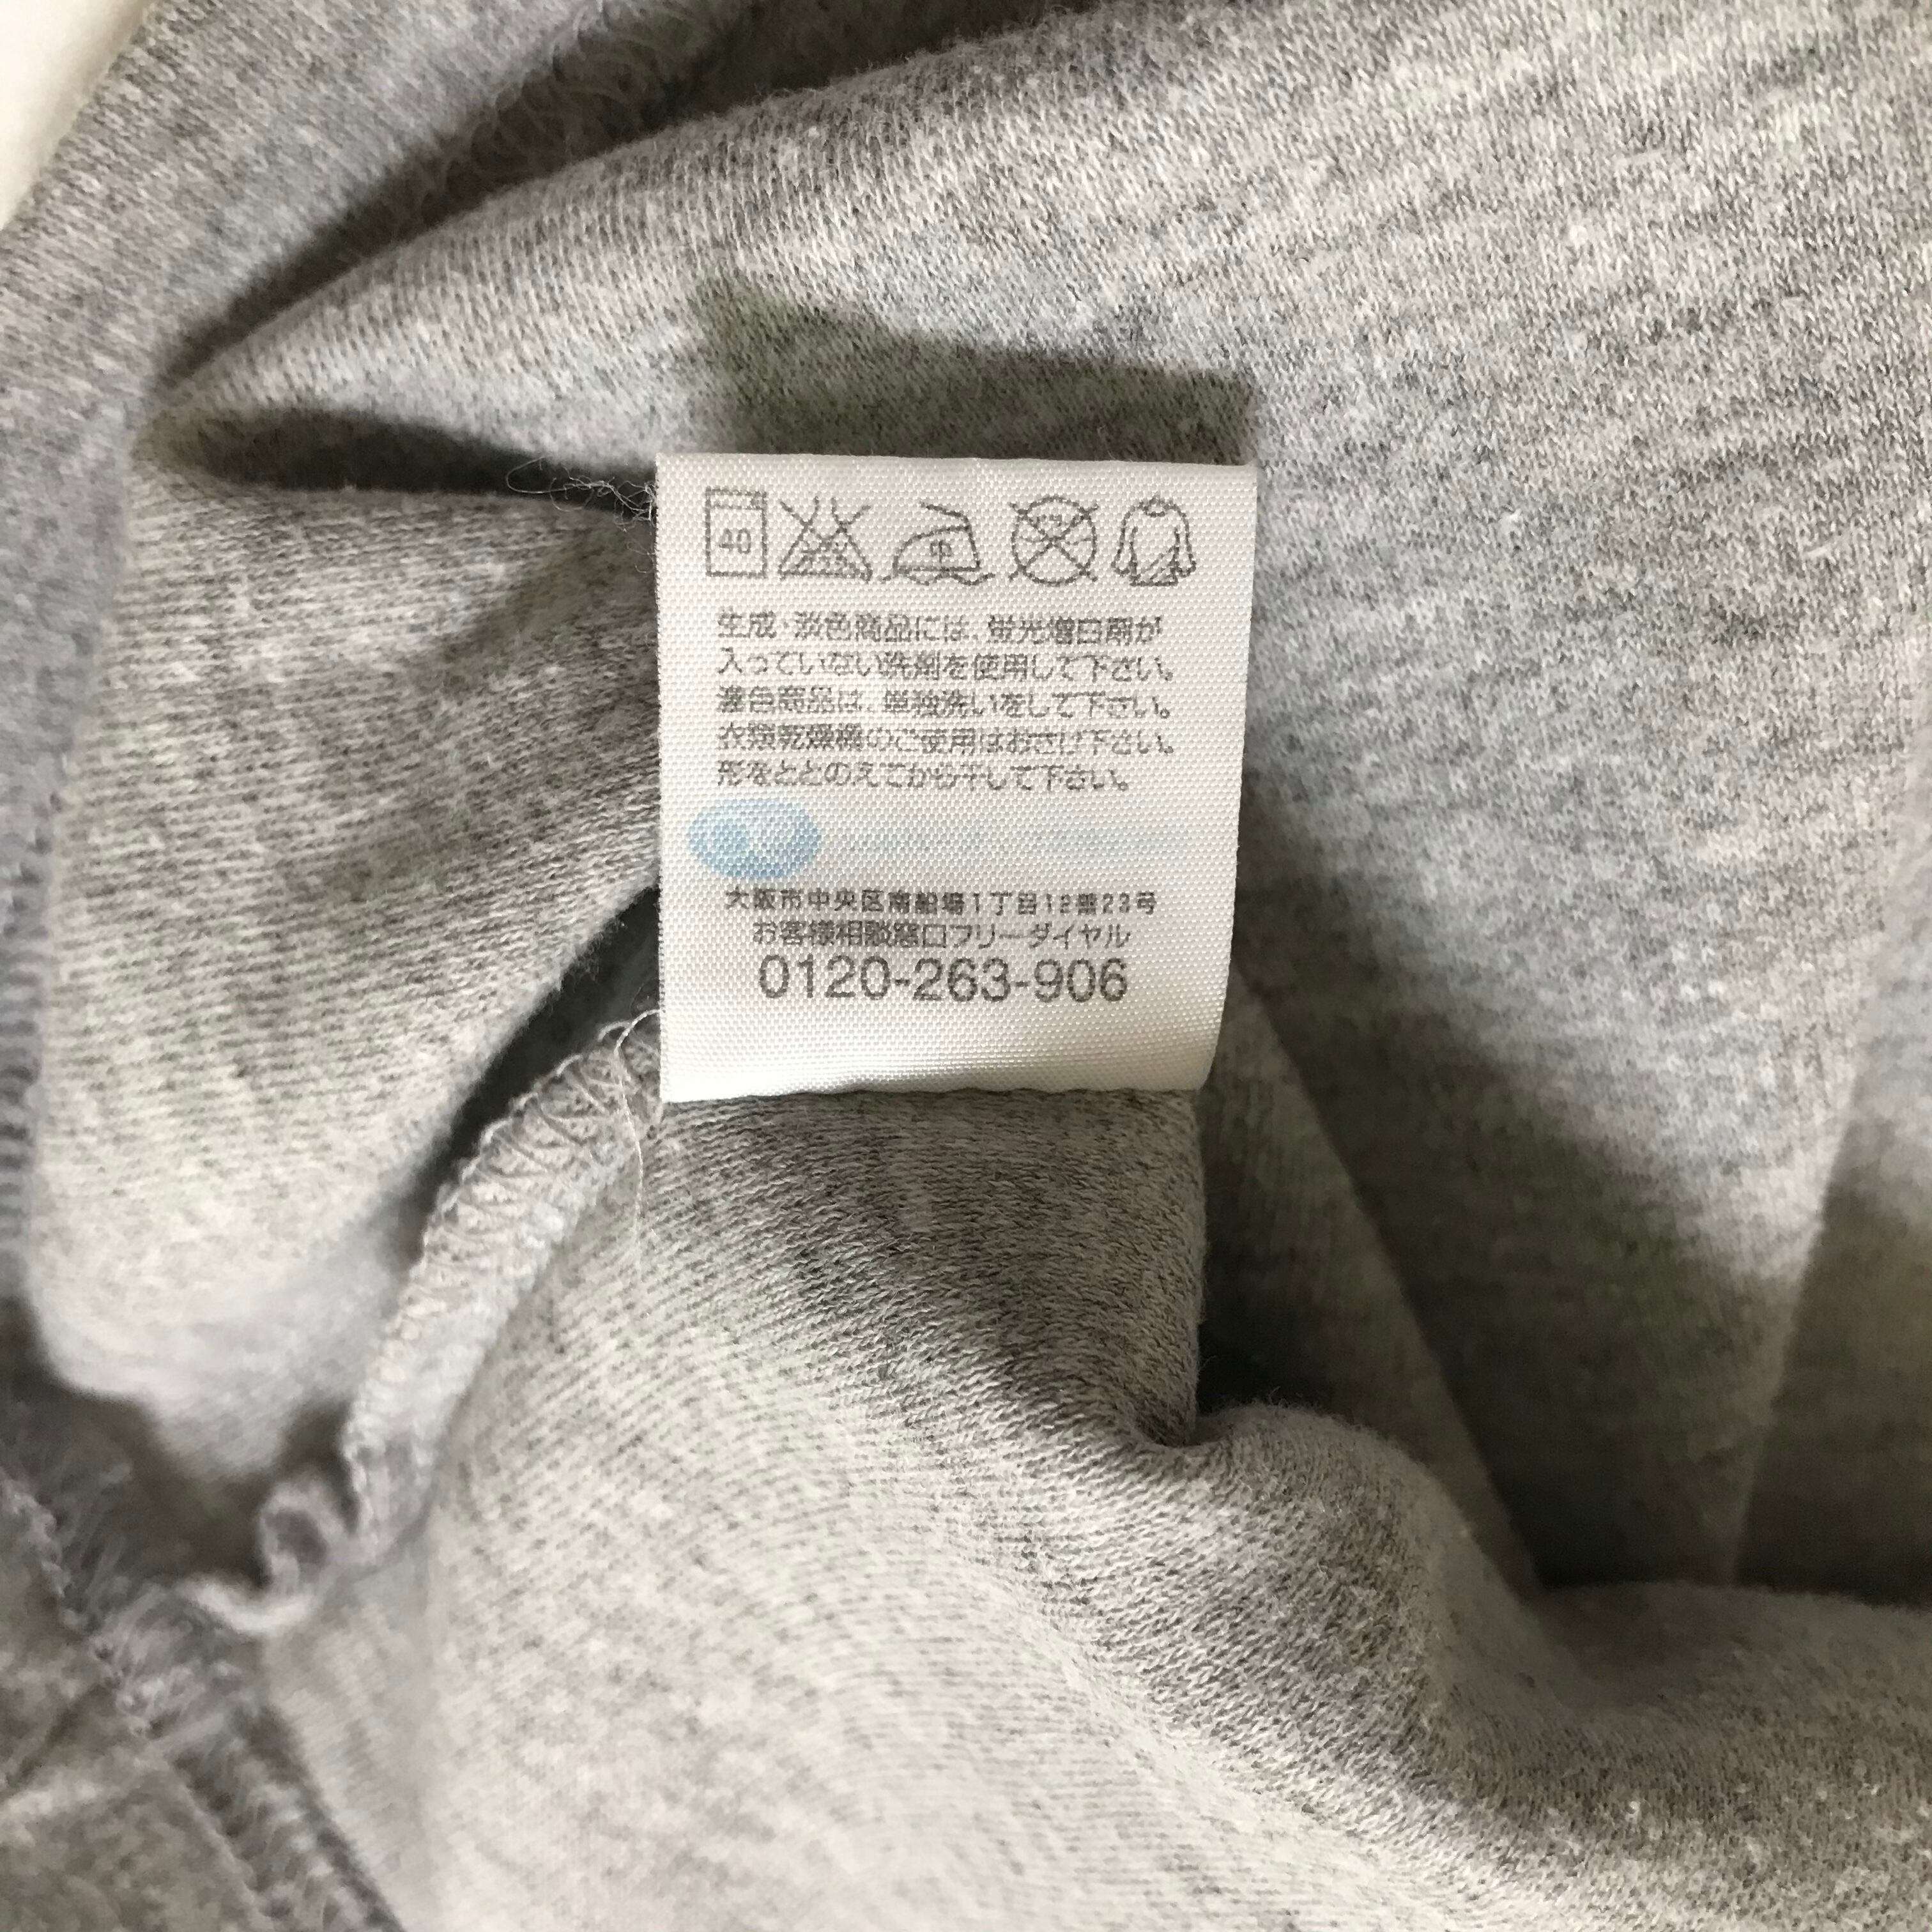 40
中
生成・淡色商品には、蛍光増白剤が
入っていない洗剤を使用して下さい。
濃色商品は、単独洗いをして下さい。
衣類乾燥機のご使用はおさけ下さい。
形をととのえてから干して下さい。
大阪市中央区南船場1丁目12番23号
お客様相談窓口フリーダイヤル
0120-263-906